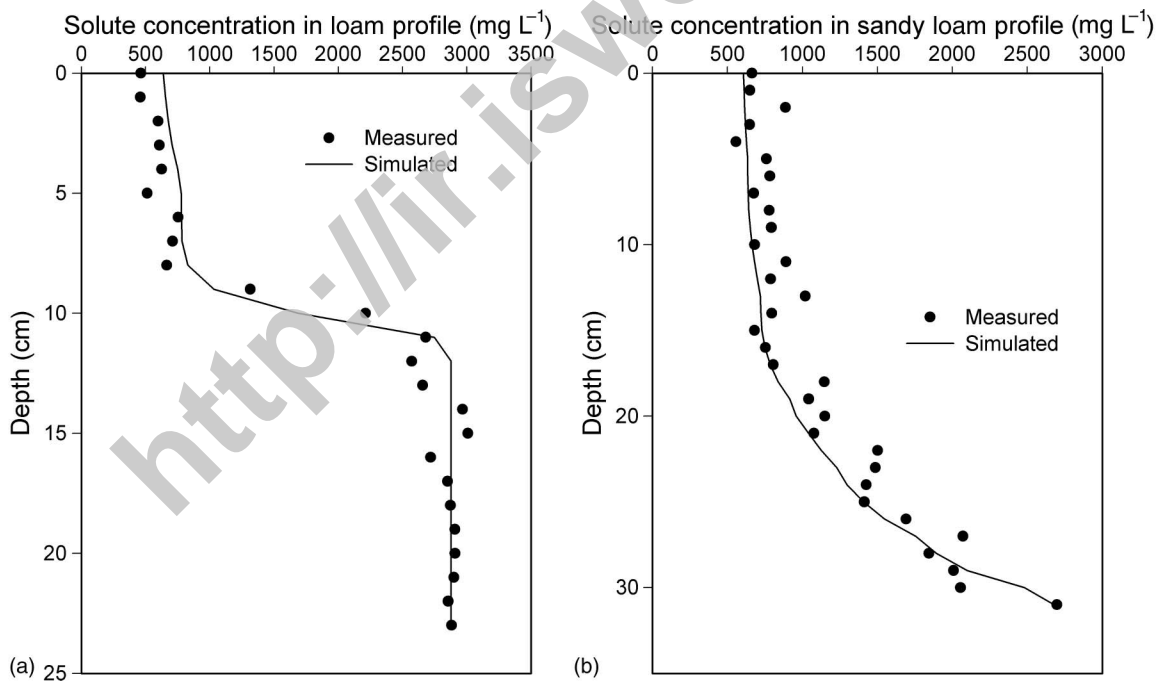 Solute concentration in loam profile (mg L⁻¹)
0 500 1000 1500 2000 2500 3000 3500
0
5
10
15
20
25
Depth (cm)
Measured
Simulated
(a)
Solute concentration in sandy loam profile (mg L⁻¹)
0 500 1000 1500 2000 2500 3000
0
10
20
30
Depth (cm)
Measured
Simulated
(b)
http://ir.isw